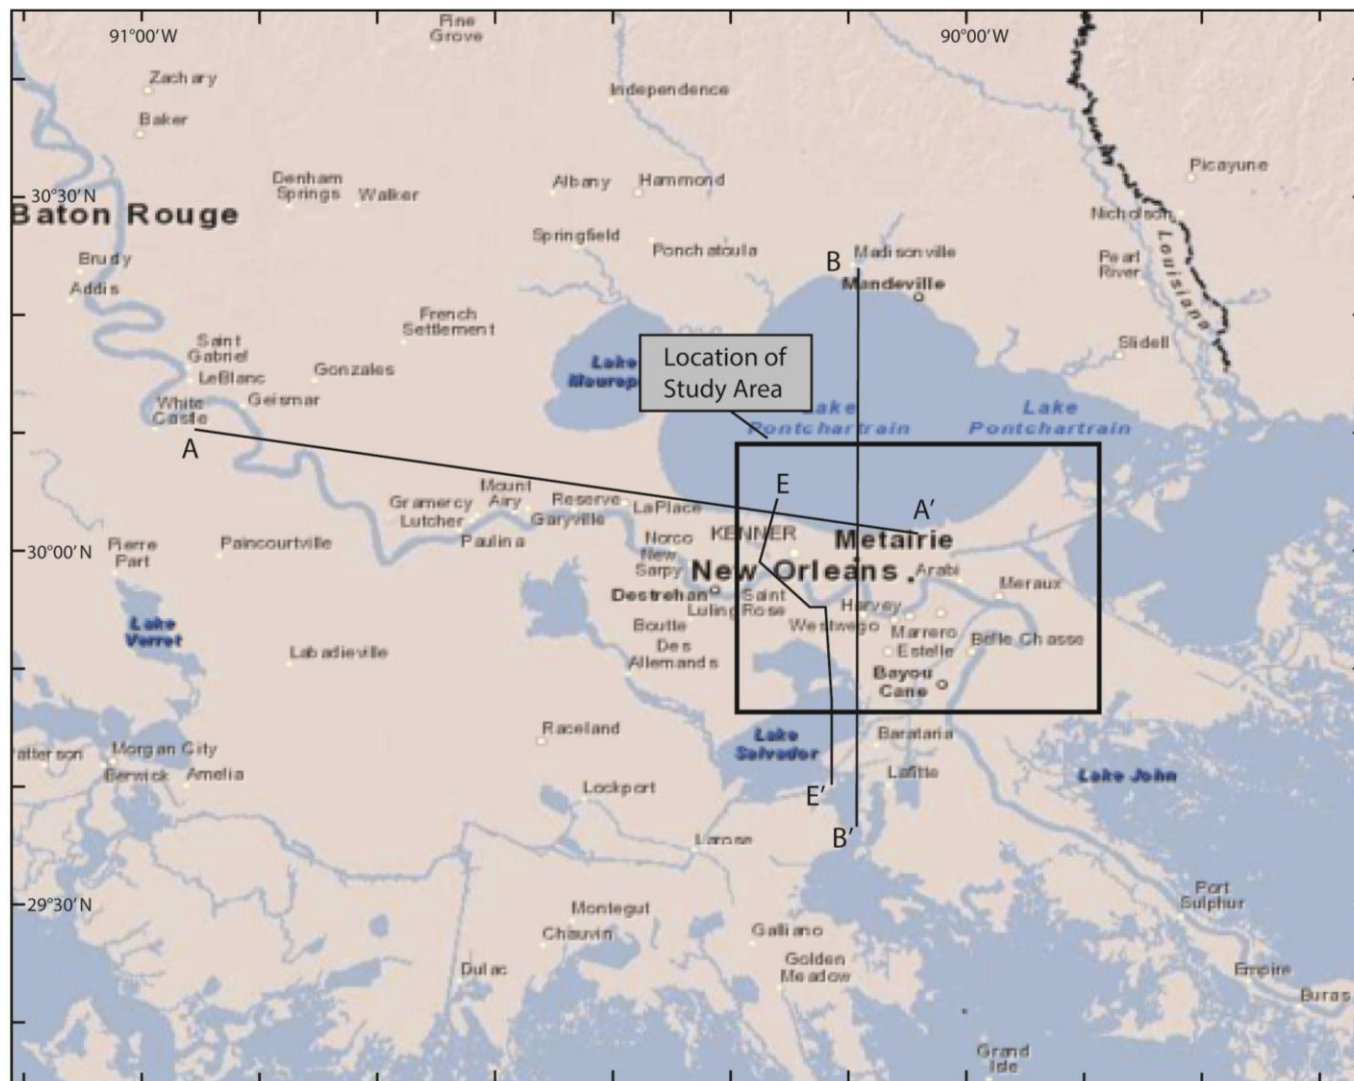 91°00′W
90°00′W
Pine
Grove
Zachary
Independence
Baker
Picayune
Denham
Springs
Walker
Albany
Hammond
30°30′N
Baton Rouge
Nicholson
Springfield
Ponchatoula
B
Madisonville
Brudy
Pearl
River
Louisiana
Addis
Mandeville
French
Settlement
Saint
Gabriel
Slidell
Location of
Study Area
Lake
LeBlanc
Gonzales
White
Castle
Geismar
Lake
Pontchartrain
Lake
Pontchartrain
A
E
A′
Mount
Airy
Gramercy
Lutcher
Reserve
LaPlace
Garyville
KENNER
Metairie
Paulina
Norco
New
Sarpy
30°00′N
Pierre
Part
Paincourtville
New Orleans
Arabi
Meraux
Destrehan
Saint
Rose
Luling
Harvey
Boutte
Westwego
Lake
Verret
Marrero
Estelle
Belle Chasse
Des
Allemands
Labadieville
Bayou
Cane
Raceland
Lake
Salvador
Barataria
atterson
Morgan City
Berwick
Amelia
Lafitte
Lake John
Lockport
E′
B′
Larose
Port
Sulphur
29°30′N
Montegut
Chauvin
Galliano
Golden
Meadow
Dulac
Empire
Buras
Grand
Isle